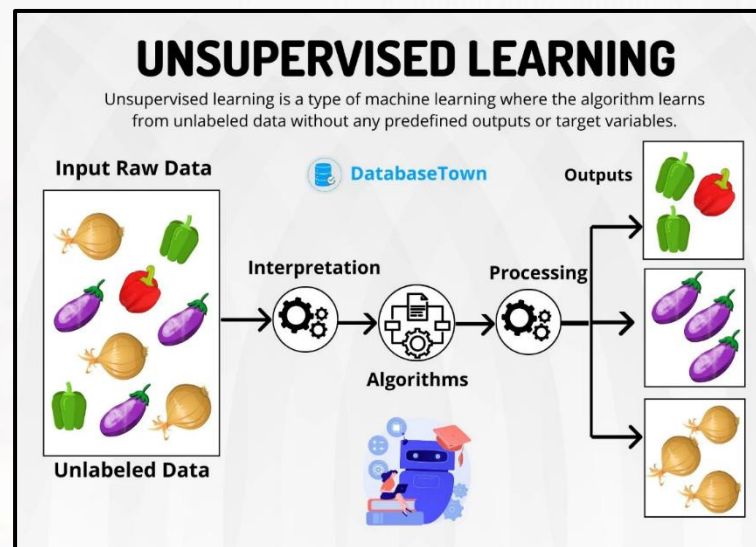 UNSUPERVISED LEARNING
Unsupervised learning is a type of machine learning where the algorithm learns
from unlabeled data without any predefined outputs or target variables.
Input Raw Data
DatabaseTown
Outputs
Interpretation
Processing
Algorithms
Unlabeled Data